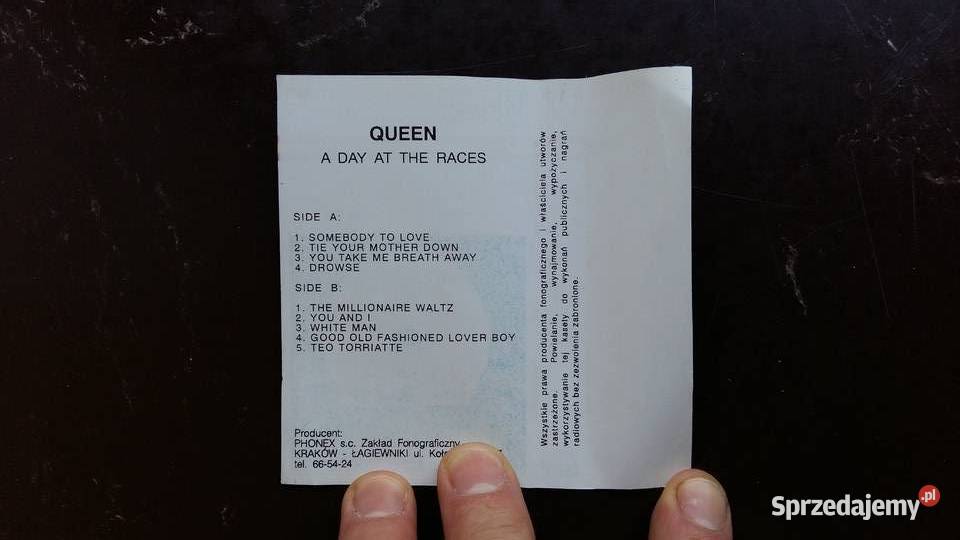 QUEEN
A DAY AT THE RACES
SIDE A:
1. SOMEBODY TO LOVE
2. TIE YOUR MOTHER DOWN
3. YOU TAKE ME BREATH AWAY
4. DROWSE
SIDE B:
1. THE MILLIONAIRE WALTZ
2. YOU AND I
3. WHITE MAN
4. GOOD OLD FASHIONED LOVER BOY
5. TEO TORRIATTE
Producent:
PHONEX s.c. Zakład Fonograficzny
KRAKÓW - ŁAGIEWNIKI ul.
tel. 66-54-24
Wszystkie prawa producenta fonograficznego i właściciela utworów
zastrzeżone. Powielanie, wynajmowanie, wypożyczanie,
wykorzystywanie tej kasety do wykonań publicznych i nagrań
radiowych bez zezwolenia zabronione.
Sprzedajemy.pl